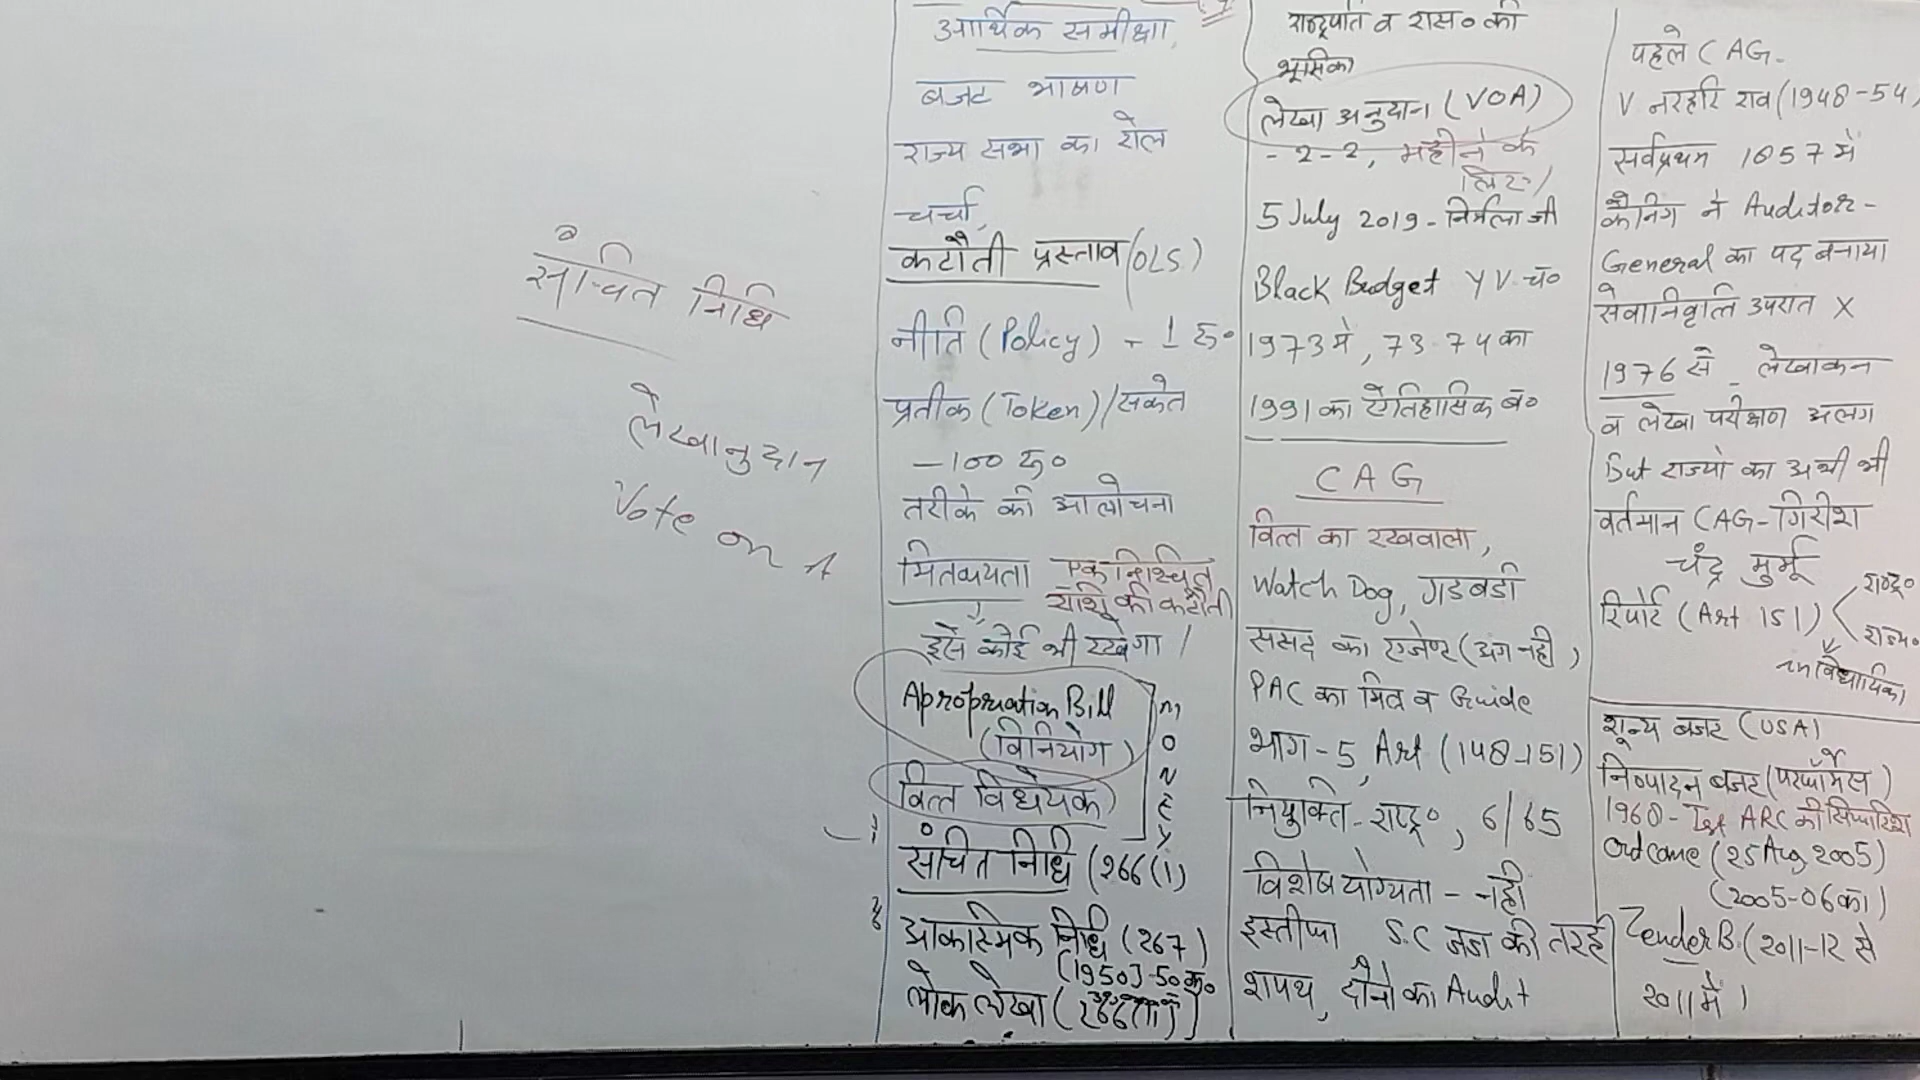 संचित निधि
लेखानुदान
Vote on A
आर्थिक समीक्षा
बजट भाषण
राज्य सभा का रोल
चर्चा,
कटौती प्रस्ताव (OLS)
नीति (Policy) - 1 रु०
प्रतीक (Token)/संकेत
- 100 रु०
तरीके की आलोचना
मितव्ययता एक निश्चित
राशि की कटौती
इसे कोई भी रखेगा /
Apropriation Bill
(विनियोग)
वित्त विधेयक
MONEY
संचित निधि (266(1)
आकस्मिक निधि (267)
(1950)-50 क०
लोक लेखा (266(ii))
राष्ट्रपति व रास० की
भूमिका
लेखा अनुदान (VOA)
- 2-2, महीने के
लिए /
5 July 2019 - निर्मला जी
Black Budget YV चं०
1973 में, 73-74 का
1991 का ऐतिहासिक ब०
CAG
वित्त का रखवाला,
Watch Dog, गडबडी
संसद का एजेण्ट (अंग नही)
PAC का मित्र व Guide
भाग - 5, Art (148-151)
नियुक्ति - राष्ट्र०, 6/65
विशेष योग्यता - नही
इस्तीफा S.C जज की तरह
शपथ, दोनों का Audit
पहले CAG -
V नरहरि राव (1948-54)
सर्वप्रथम 1857 में
कैनिंग ने Auditor-
General का पद बनाया
सेवानिवृत्ति उपरांत X
1976 से - लेखांकन
व लेखा परीक्षण अलग
But राज्यो का अभी भी
वर्तमान CAG - गिरीश
चंद्र मुर्मू
रिपोर्ट (Art 151)
राष्ट्र०
राज्य०
विधायिका
शून्य बजट (USA)
निष्पादन बजट (परफॉर्मेंस)
1968 - Ist ARC की सिफारिश
Outcome (25 Aug 2005)
(2005-06 का)
Zender B. (2011-12 से
2011 में)